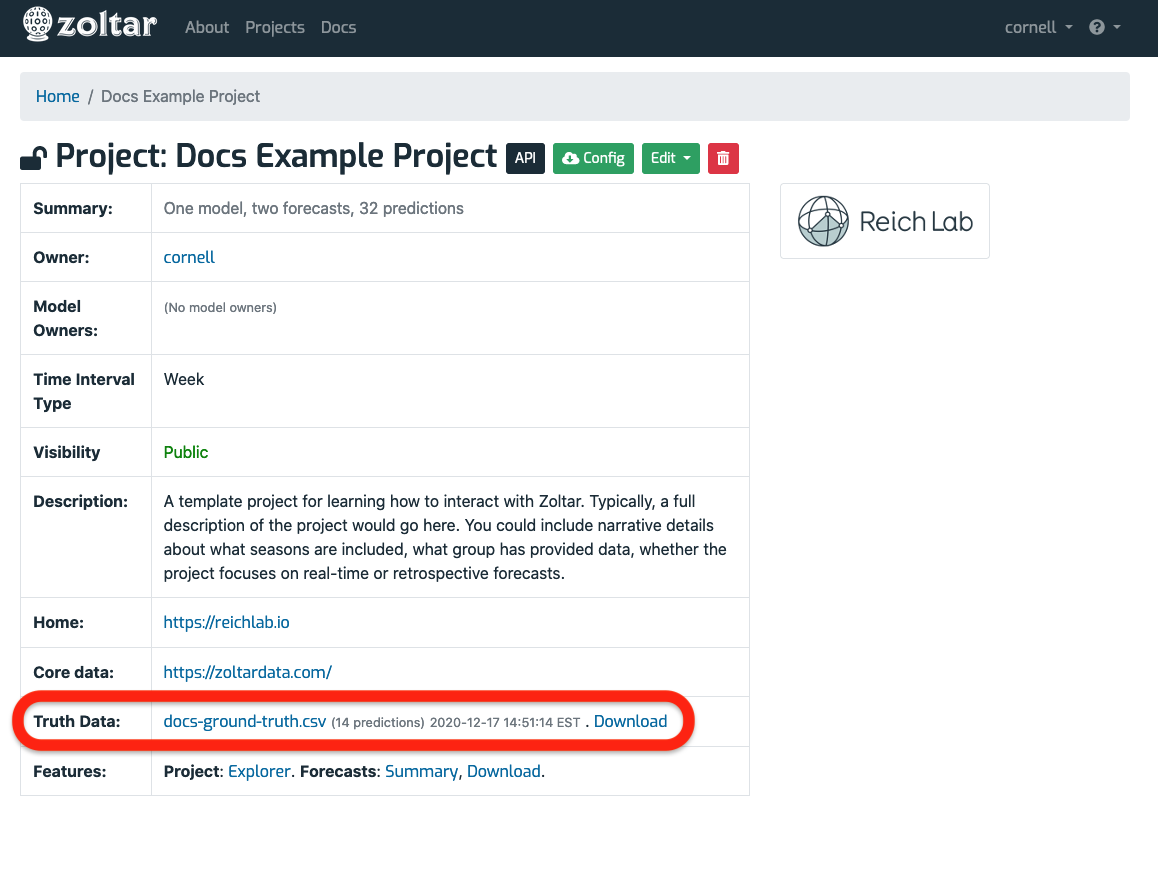 zoltar About Projects Docs cornell
Home / Docs Example Project
Project: Docs Example Project API Config Edit
Summary: One model, two forecasts, 32 predictions
Reich Lab
Owner: cornell
Model Owners: (No model owners)
Time Interval Type Week
Visibility Public
Description: A template project for learning how to interact with Zoltar. Typically, a full
description of the project would go here. You could include narrative details
about what seasons are included, what group has provided data, whether the
project focuses on real-time or retrospective forecasts.
Home: https://reichlab.io
Core data: https://zoltardata.com/
Truth Data: docs-ground-truth.csv (14 predictions) 2020-12-17 14:51:14 EST . Download
Features: Project: Explorer. Forecasts: Summary, Download.